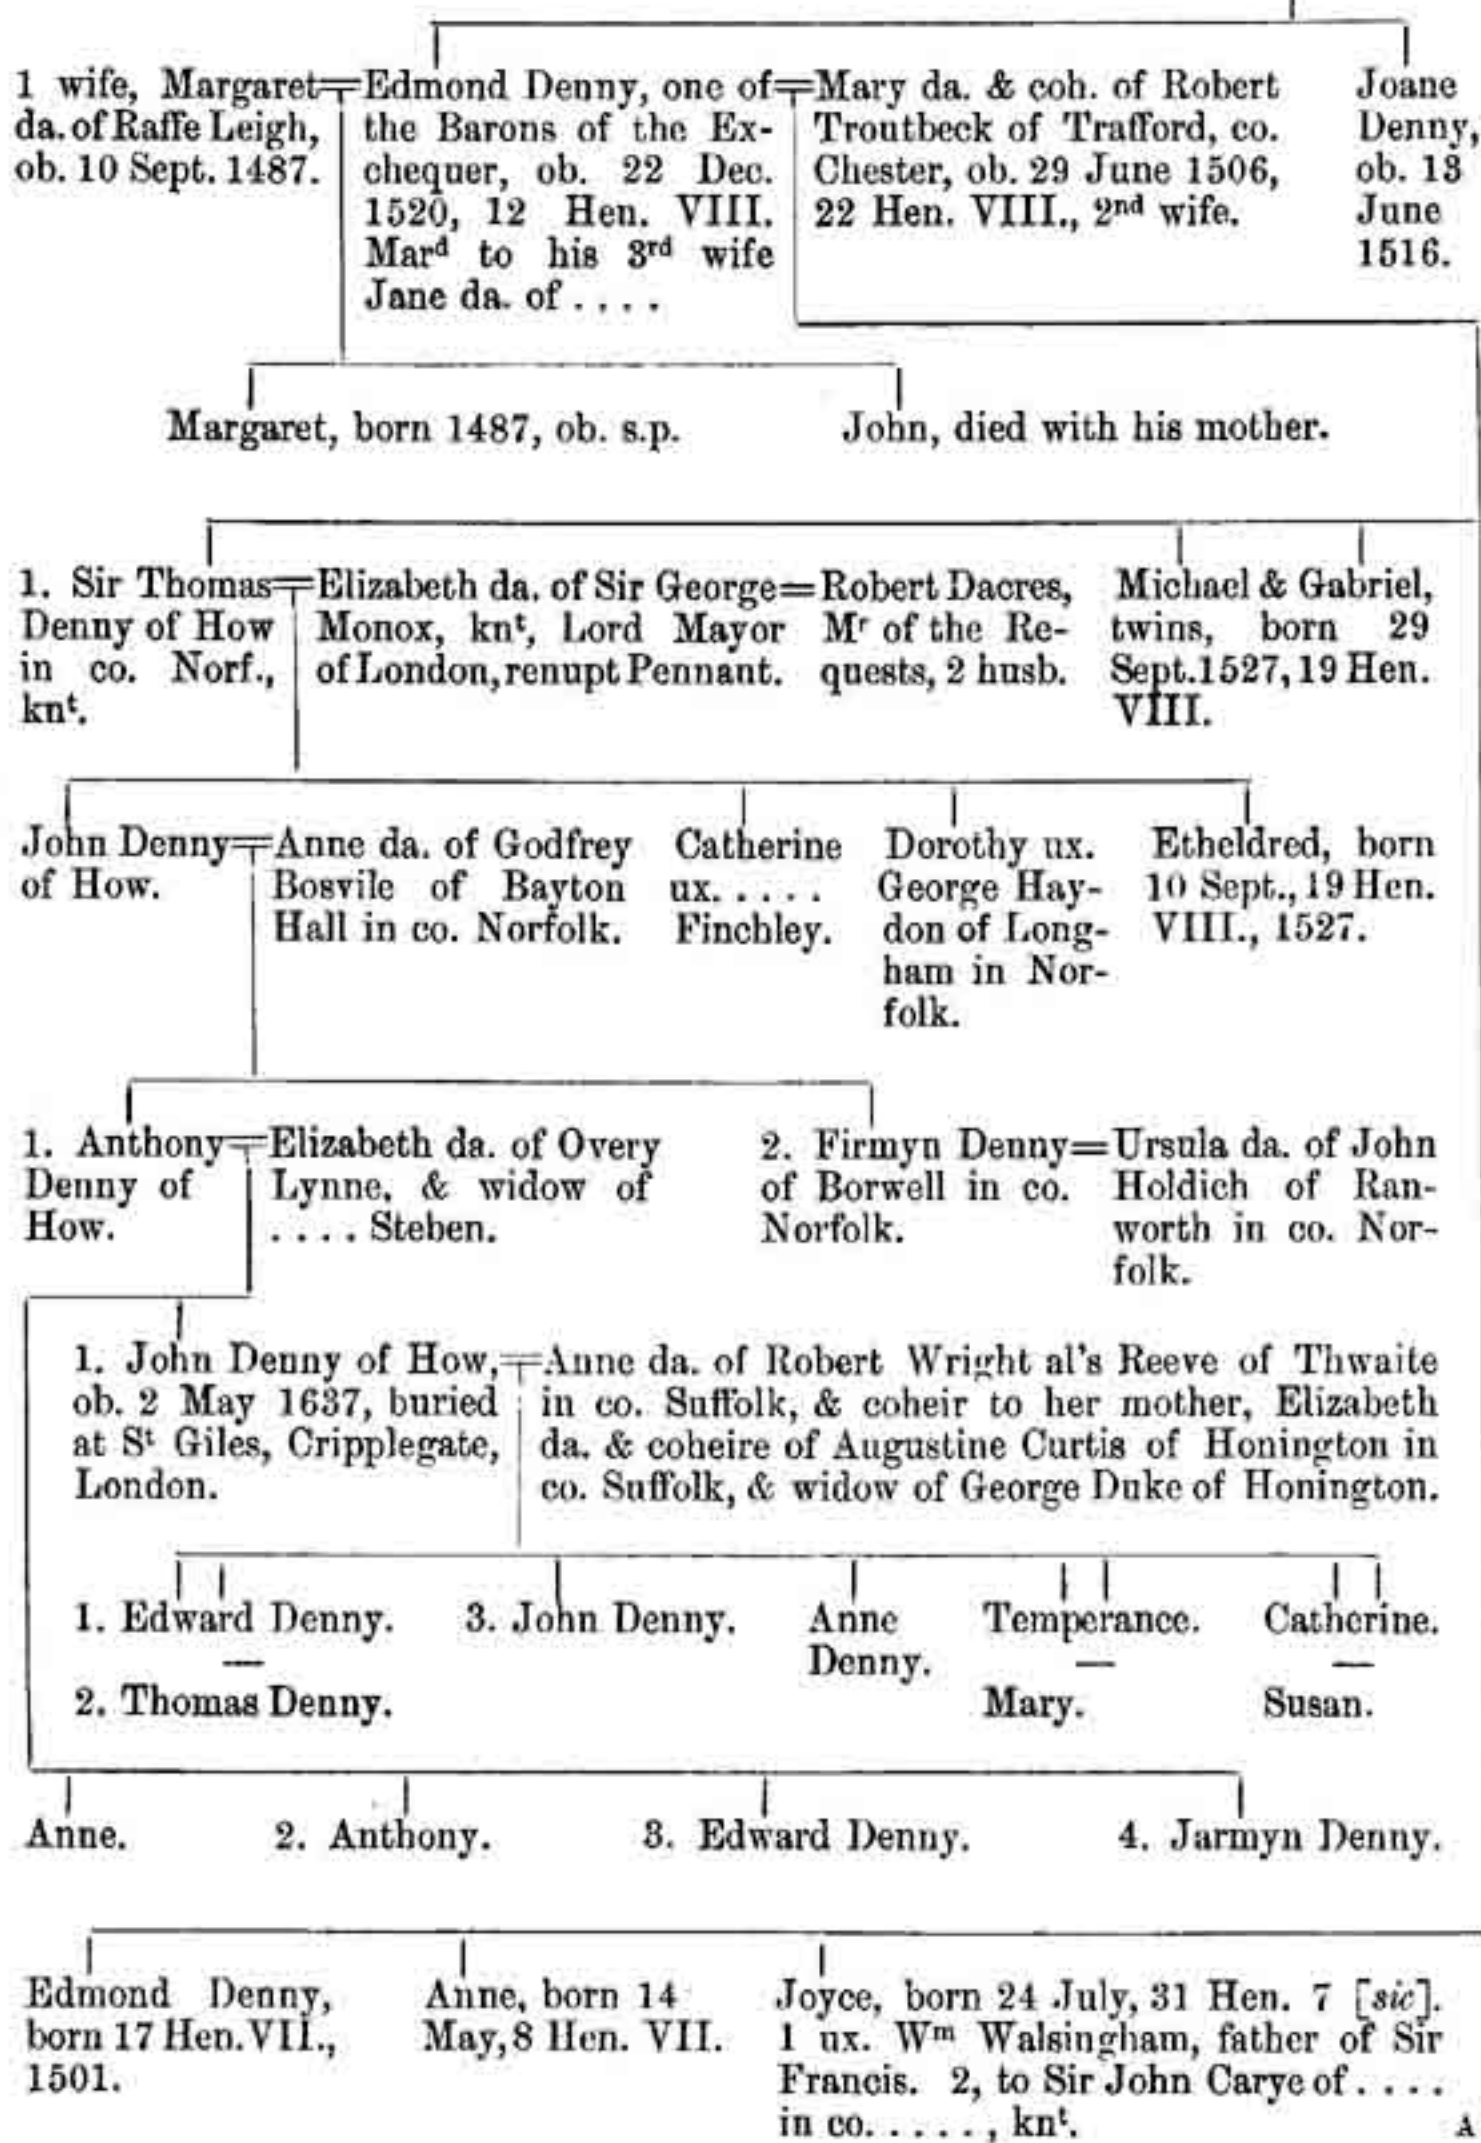 1 wife, Margaret
da. of Raffe Leigh,
ob. 10 Sept. 1487.
Edmond Denny, one of
the Barons of the Ex-
chequer, ob. 22 Dec.
1520, 12 Hen. VIII.
Marᵈ to his 3ʳᵈ wife
Jane da. of . . . .
Mary da. & coh. of Robert
Troutbeck of Trafford, co.
Chester, ob. 29 June 1506,
22 Hen. VIII., 2ⁿᵈ wife.
Joane
Denny,
ob. 13
June
1516.
Margaret, born 1487, ob. s.p.
John, died with his mother.
1. Sir Thomas
Denny of How
in co. Norf.,
knᵗ.
Elizabeth da. of Sir George
Monox, knᵗ, Lord Mayor
of London, renupt Pennant.
Robert Dacres,
Mʳ of the Re-
quests, 2 husb.
Michael & Gabriel,
twins, born 29
Sept. 1527, 19 Hen.
VIII.
John Denny
of How.
Anne da. of Godfrey
Bosvile of Bayton
Hall in co. Norfolk.
Catherine
ux. . . . .
Finchley.
Dorothy ux.
George Hay-
don of Long-
ham in Nor-
folk.
Etheldred, born
10 Sept., 19 Hen.
VIII., 1527.
1. Anthony
Denny of
How.
Elizabeth da. of Overy
Lynne, & widow of
. . . . Steben.
2. Firmyn Denny
of Borwell in co.
Norfolk.
Ursula da. of John
Holdich of Ran-
worth in co. Nor-
folk.
1. John Denny of How,
ob. 2 May 1637, buried
at Sᵗ Giles, Cripplegate,
London.
Anne da. of Robert Wright al's Reeve of Thwaite
in co. Suffolk, & coheir to her mother, Elizabeth
da. & coheire of Augustine Curtis of Honington in
co. Suffolk, & widow of George Duke of Honington.
1. Edward Denny.
2. Thomas Denny.
3. John Denny.
Anne
Denny.
Temperance.
Mary.
Catherine.
Susan.
Anne.
2. Anthony.
3. Edward Denny.
4. Jarmyn Denny.
Edmond Denny,
born 17 Hen. VII.,
1501.
Anne, born 14
May, 8 Hen. VII.
Joyce, born 24 July, 31 Hen. 7 [sic].
1 ux. Wᵐ Walsingham, father of Sir
Francis. 2, to Sir John Carye of . . . .
in co. . . . . , knᵗ.
A